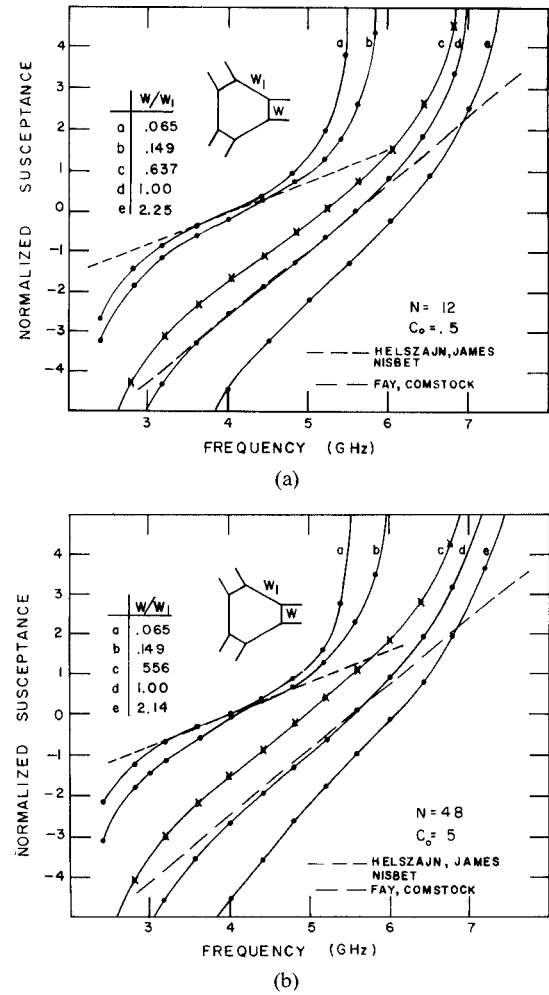 (a)
4
3
2
1
0
-1
-2
-3
-4
NORMALIZED SUSCEPTANCE
W/W1
a .065
b .149
c .637
d 1.00
e 2.25
W1
W
a
b
c
d
e
N = 12
Co = .5
HELSZAJN, JAMES
NISBET
FAY, COMSTOCK
3 4 5 6 7
FREQUENCY (GHz)
(a)
4
3
2
1
0
-1
-2
-3
-4
NORMALIZED SUSCEPTANCE
W/W1
a .065
b .149
c .556
d 1.00
e 2.14
W1
W
a
b
c
d
e
N = 48
Co = 5
HELSZAJN, JAMES
NISBET
FAY, COMSTOCK
3 4 5 6 7
FREQUENCY (GHz)
(b)